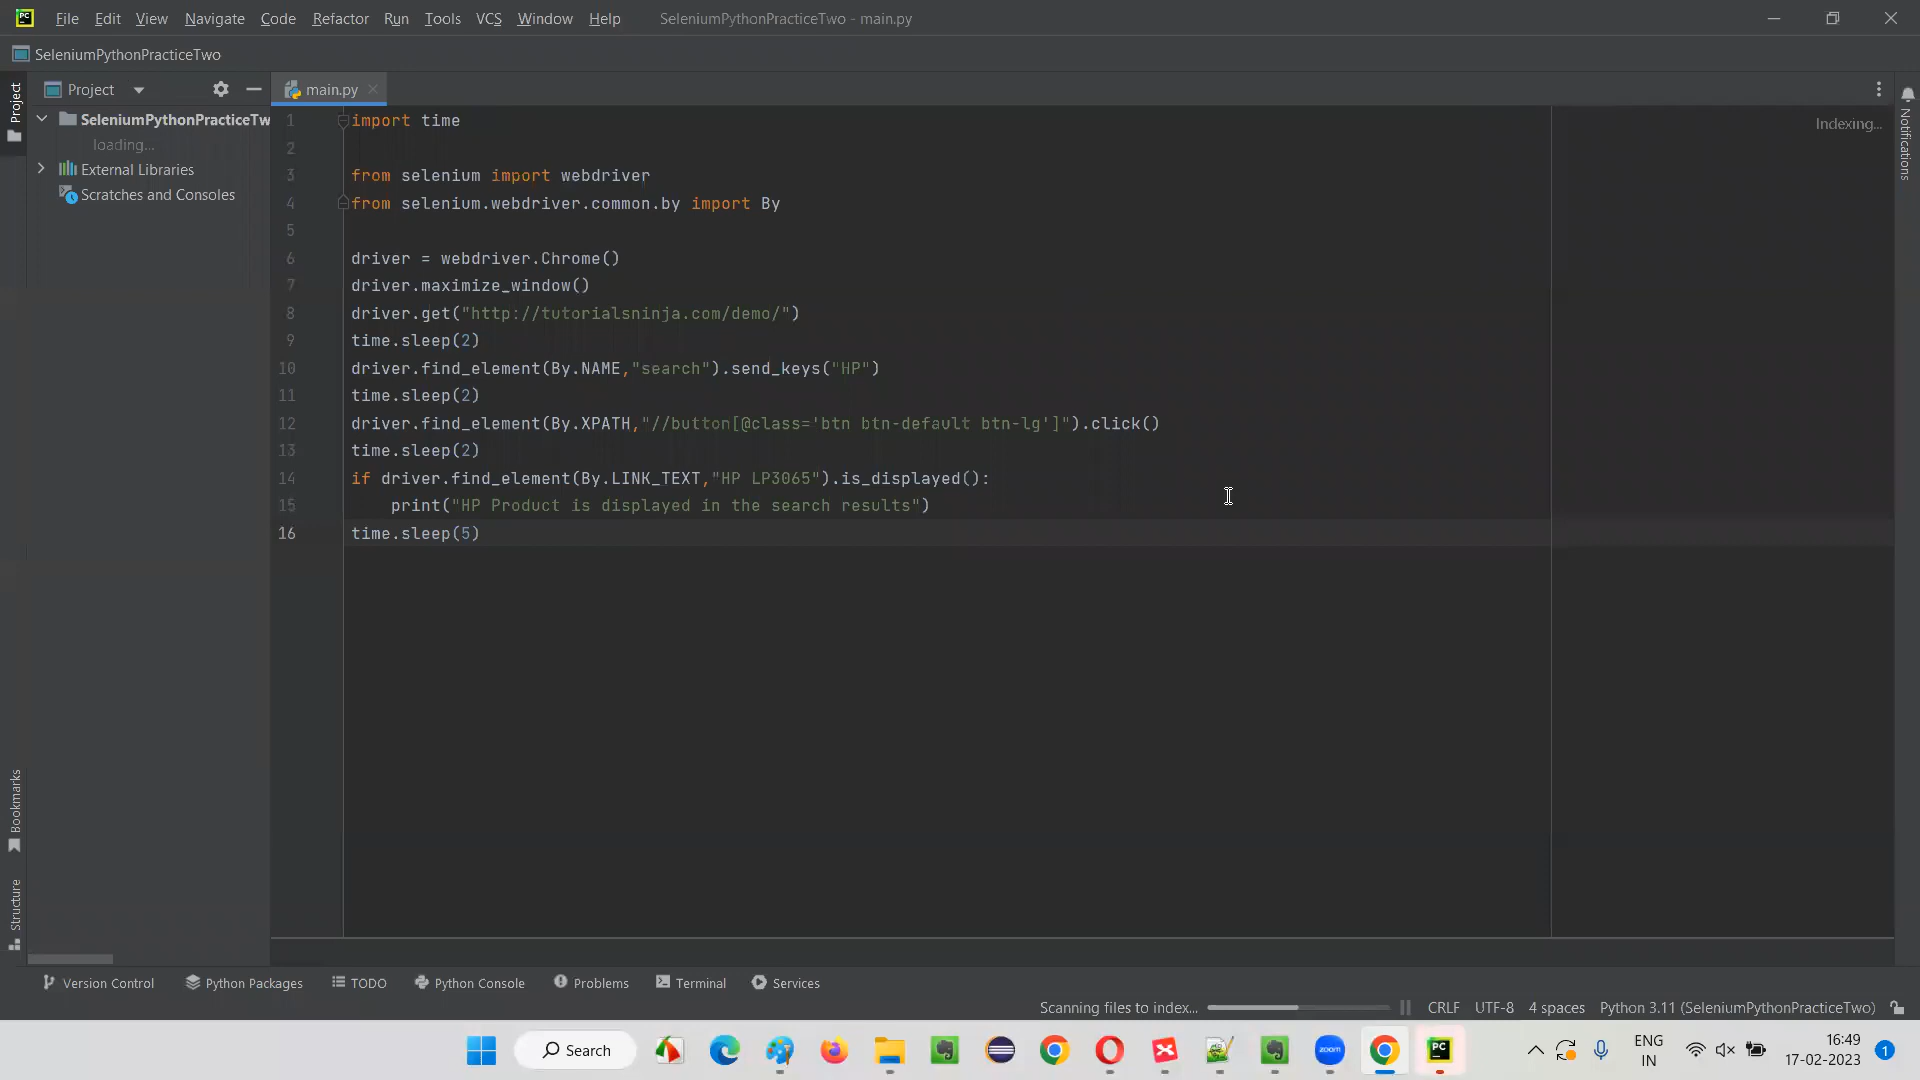 PC File Edit View Navigate Code Refactor Run Tools VCS Window Help SeleniumPythonPracticeTwo - main.py
SeleniumPythonPracticeTwo
Project
Project
main.py
SeleniumPythonPracticeTw
loading...
External Libraries
Scratches and Consoles
1 import time
2
3 from selenium import webdriver
4 from selenium.webdriver.common.by import By
5
6 driver = webdriver.Chrome()
7 driver.maximize_window()
8 driver.get("http://tutorialsninja.com/demo/")
9 time.sleep(2)
10 driver.find_element(By.NAME,"search").send_keys("HP")
11 time.sleep(2)
12 driver.find_element(By.XPATH,"//button[@class='btn btn-default btn-lg']").click()
13 time.sleep(2)
14 if driver.find_element(By.LINK_TEXT,"HP LP3065").is_displayed():
15 print("HP Product is displayed in the search results")
16 time.sleep(5)
Indexing...
Notifications
Bookmarks
Structure
Version Control Python Packages TODO Python Console Problems Terminal Services
Scanning files to index... CRLF UTF-8 4 spaces Python 3.11 (SeleniumPythonPracticeTwo)
Search
zoom
PC
ENG
IN
16:49
17-02-2023
1